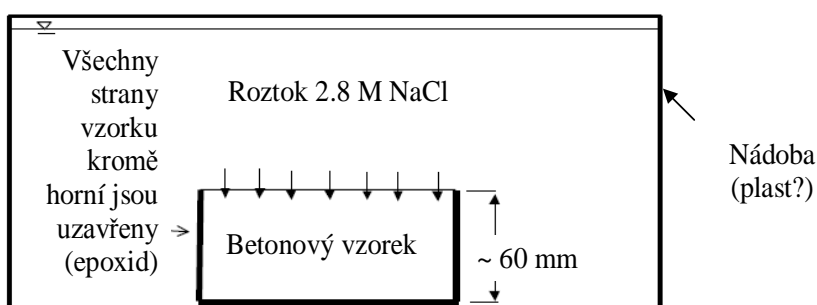 Všechny
strany
vzorku
kromě
horní jsou
uzavřeny
(epoxid)
Roztok 2.8 M NaCl
Betonový vzorek
~ 60 mm
Nádoba
(plast?)